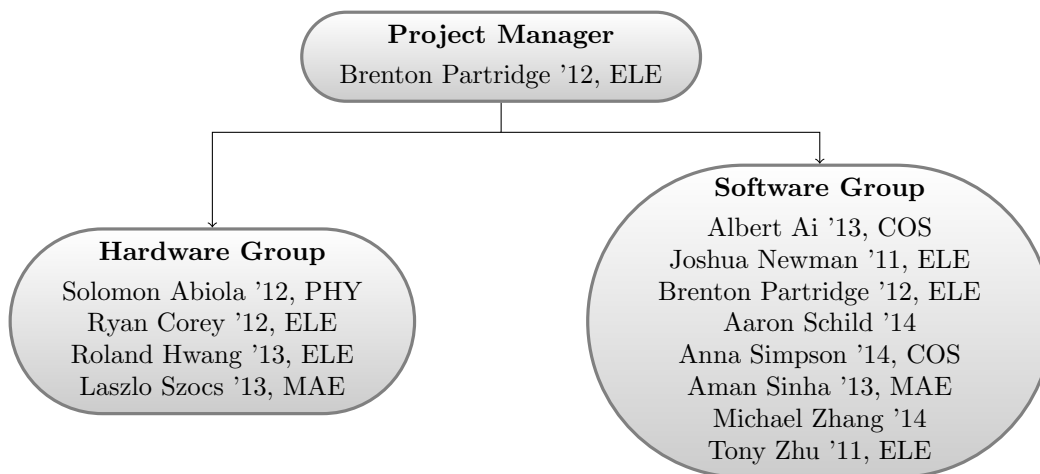 Project Manager
Brenton Partridge ’12, ELE
Hardware Group
Solomon Abiola ’12, PHY
Ryan Corey ’12, ELE
Roland Hwang ’13, ELE
Laszlo Szocs ’13, MAE
Software Group
Albert Ai ’13, COS
Joshua Newman ’11, ELE
Brenton Partridge ’12, ELE
Aaron Schild ’14
Anna Simpson ’14, COS
Aman Sinha ’13, MAE
Michael Zhang ’14
Tony Zhu ’11, ELE